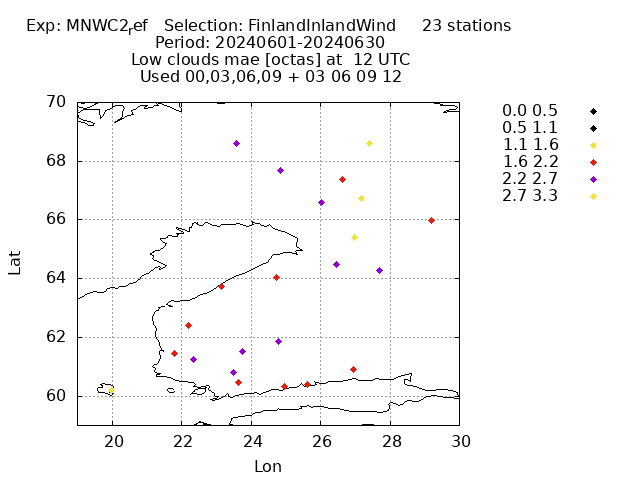 Exp: MNWC2ref Selection: FinlandInlandWind 23 stations
Period: 20240601-20240630
Low clouds mae [octas] at 12 UTC
Used 00,03,06,09 + 03 06 09 12
0.0 0.5
0.5 1.1
1.1 1.6
1.6 2.2
2.2 2.7
2.7 3.3
70
68
66
64
62
60
Lat
20 22 24 26 28 30
Lon